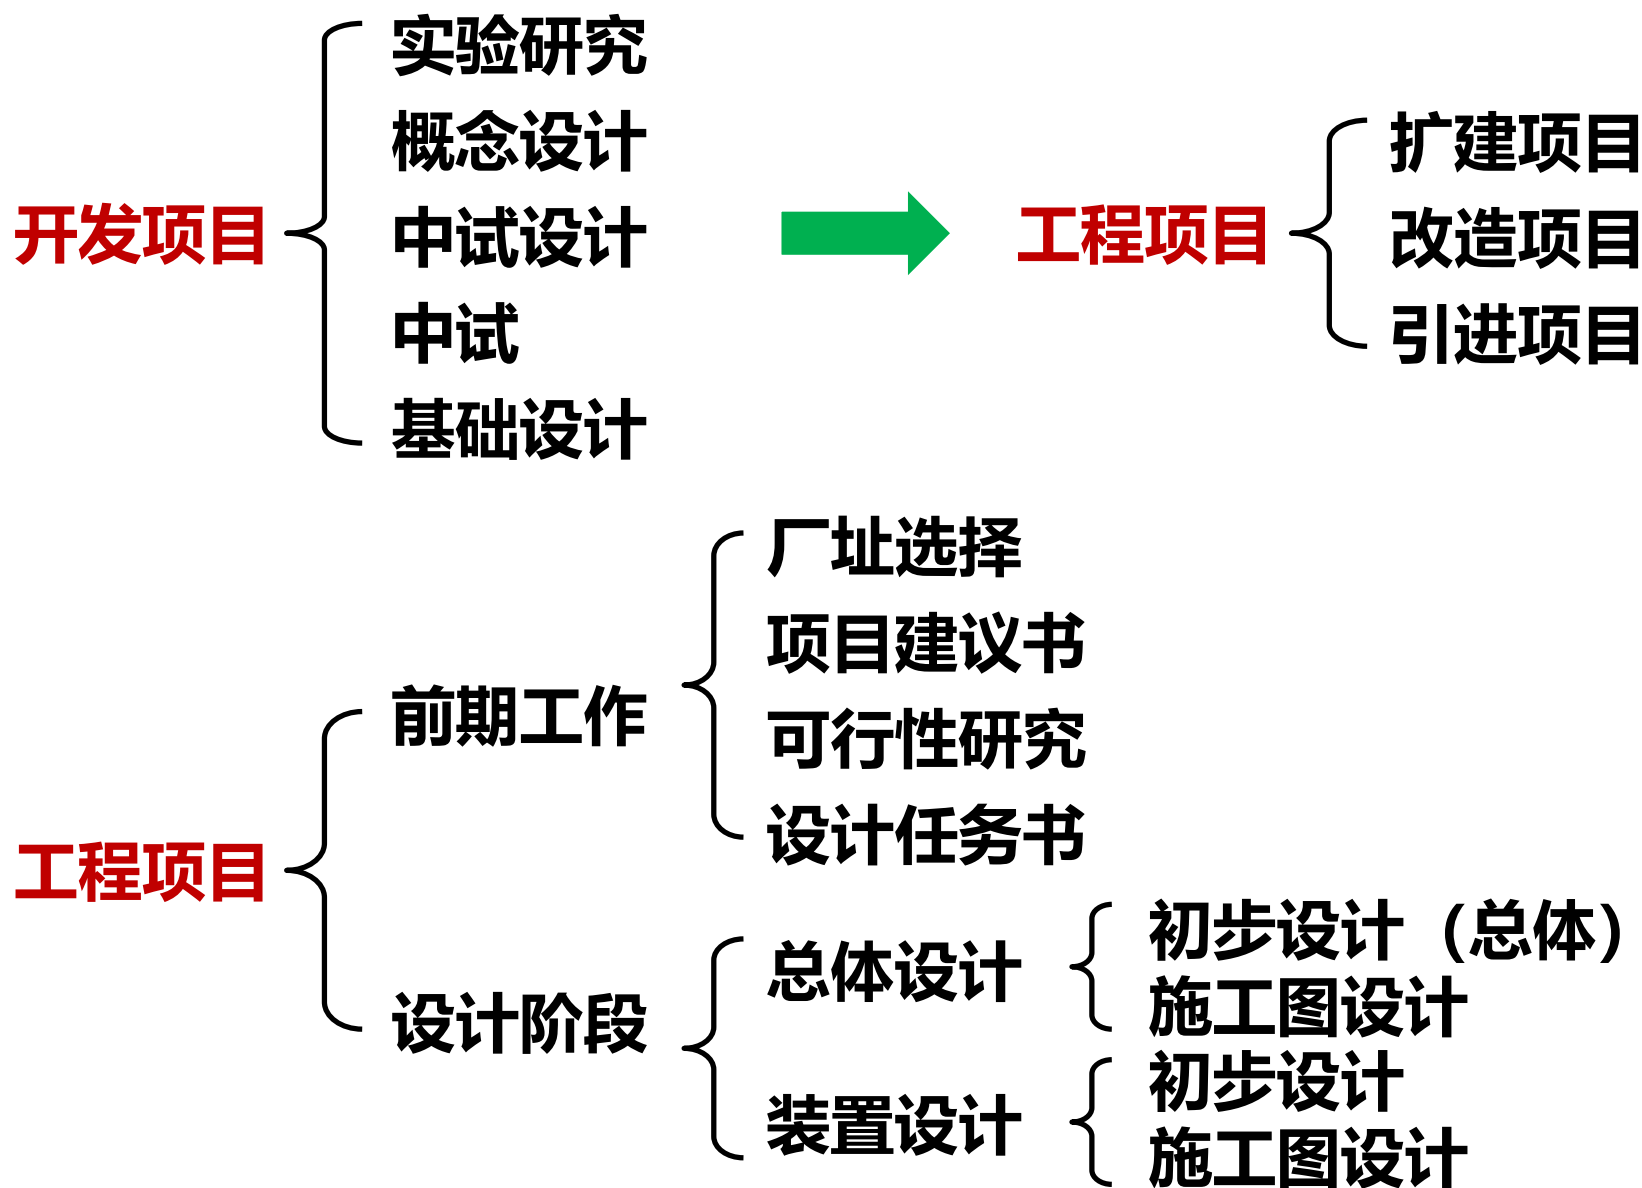 开发项目
实验研究
概念设计
中试设计
中试
基础设计
工程项目
扩建项目
改造项目
引进项目
工程项目
前期工作
厂址选择
项目建议书
可行性研究
设计任务书
设计阶段
总体设计
初步设计（总体）
施工图设计
装置设计
初步设计
施工图设计